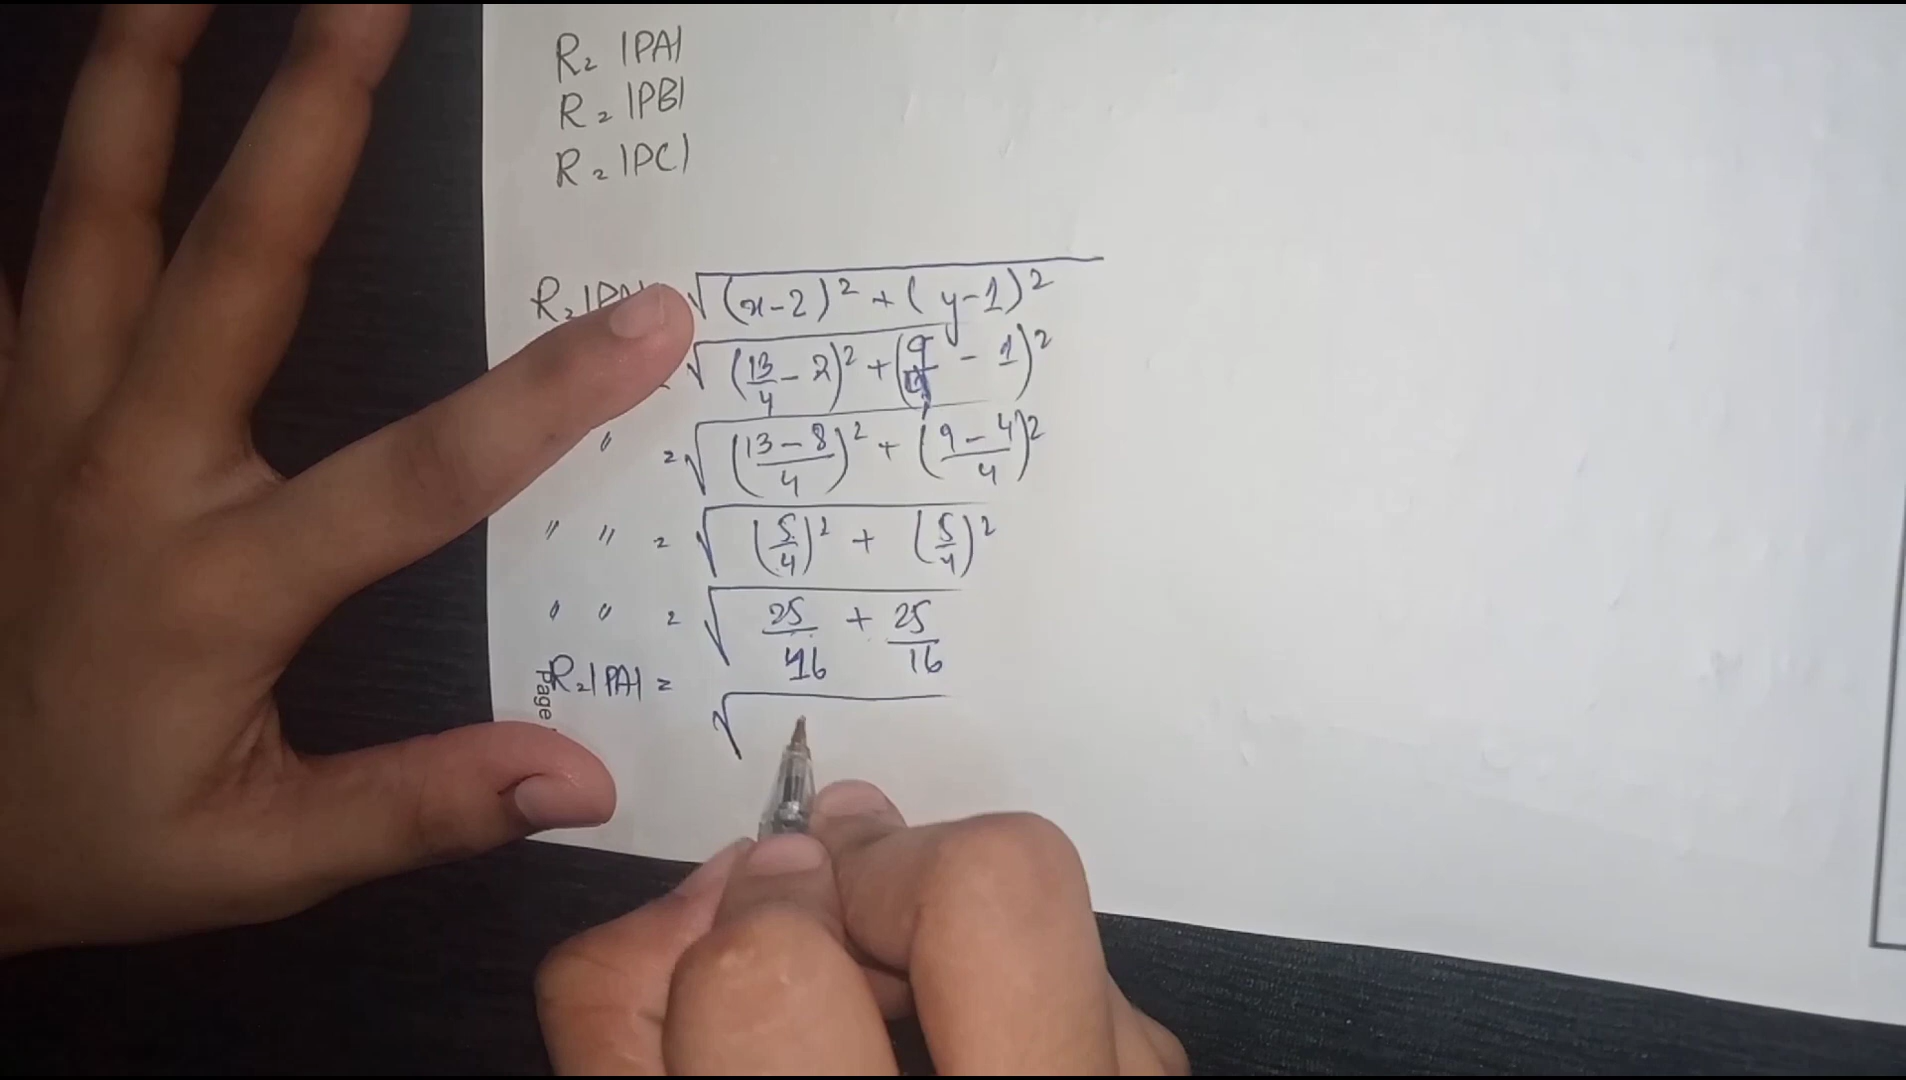 R = |PA|
R = |PB|
R = |PC|
R = |PA| √(x-2)² + (y-1)²
= √(13/4 - 2)² + (9/4 - 1)²
" = √((13-8)/4)² + ((9-4)/4)²
" " = √(5/4)² + (5/4)²
" " = √25/16 + 25/16
R = |PA| = √
Page